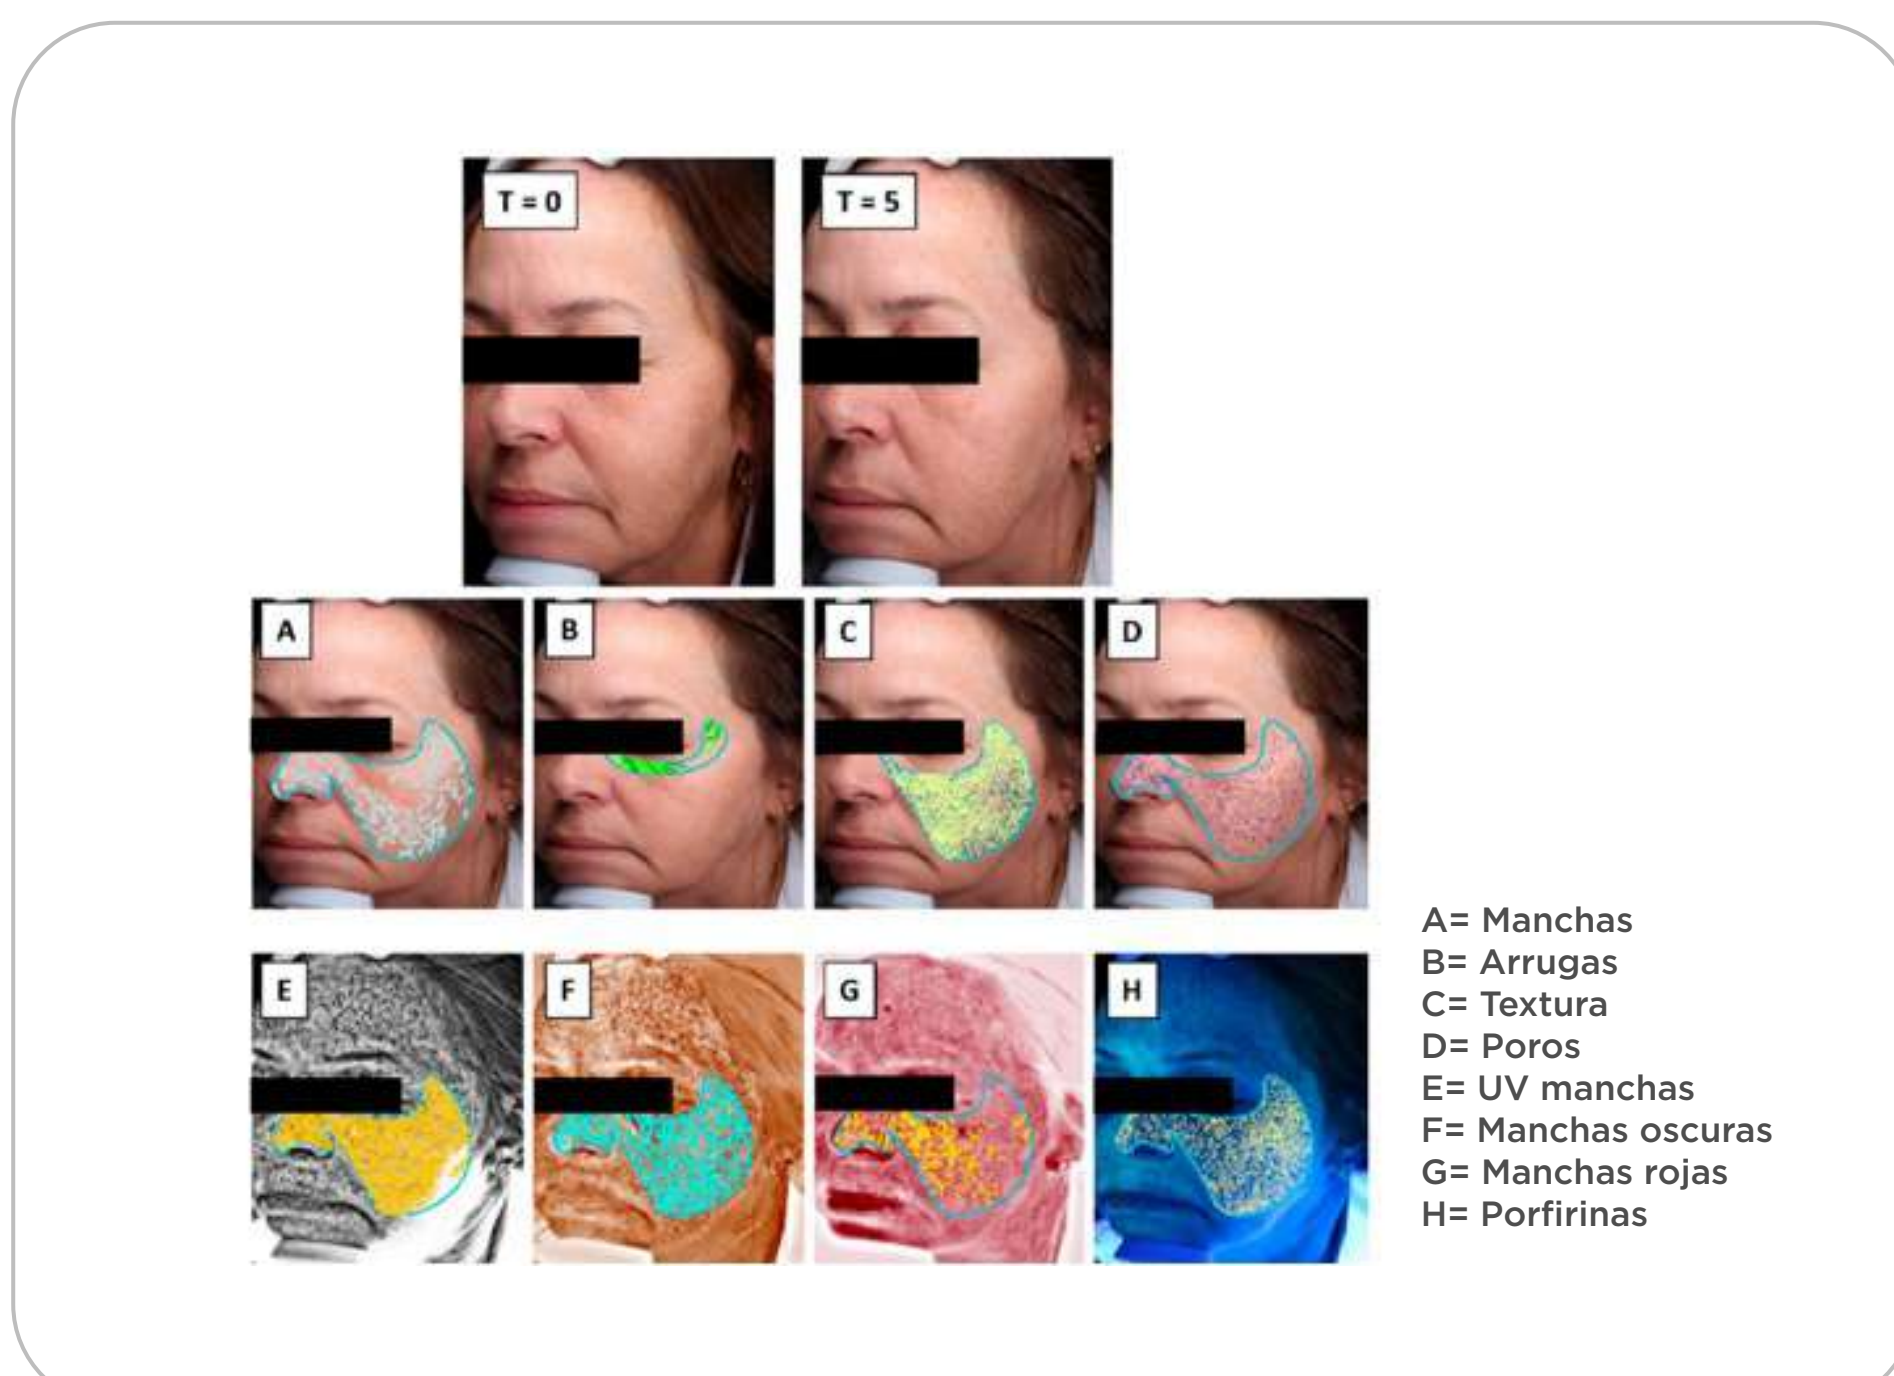 T = 0
T = 5
A
B
C
D
E
F
G
H
A= Manchas
B= Arrugas
C= Textura
D= Poros
E= UV manchas
F= Manchas oscuras
G= Manchas rojas
H= Porfirinas